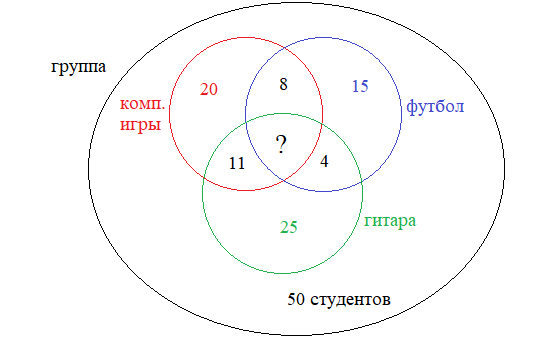 группа
комп.
игры
20
8
15
футбол
?
11
4
25
гитара
50 студентов